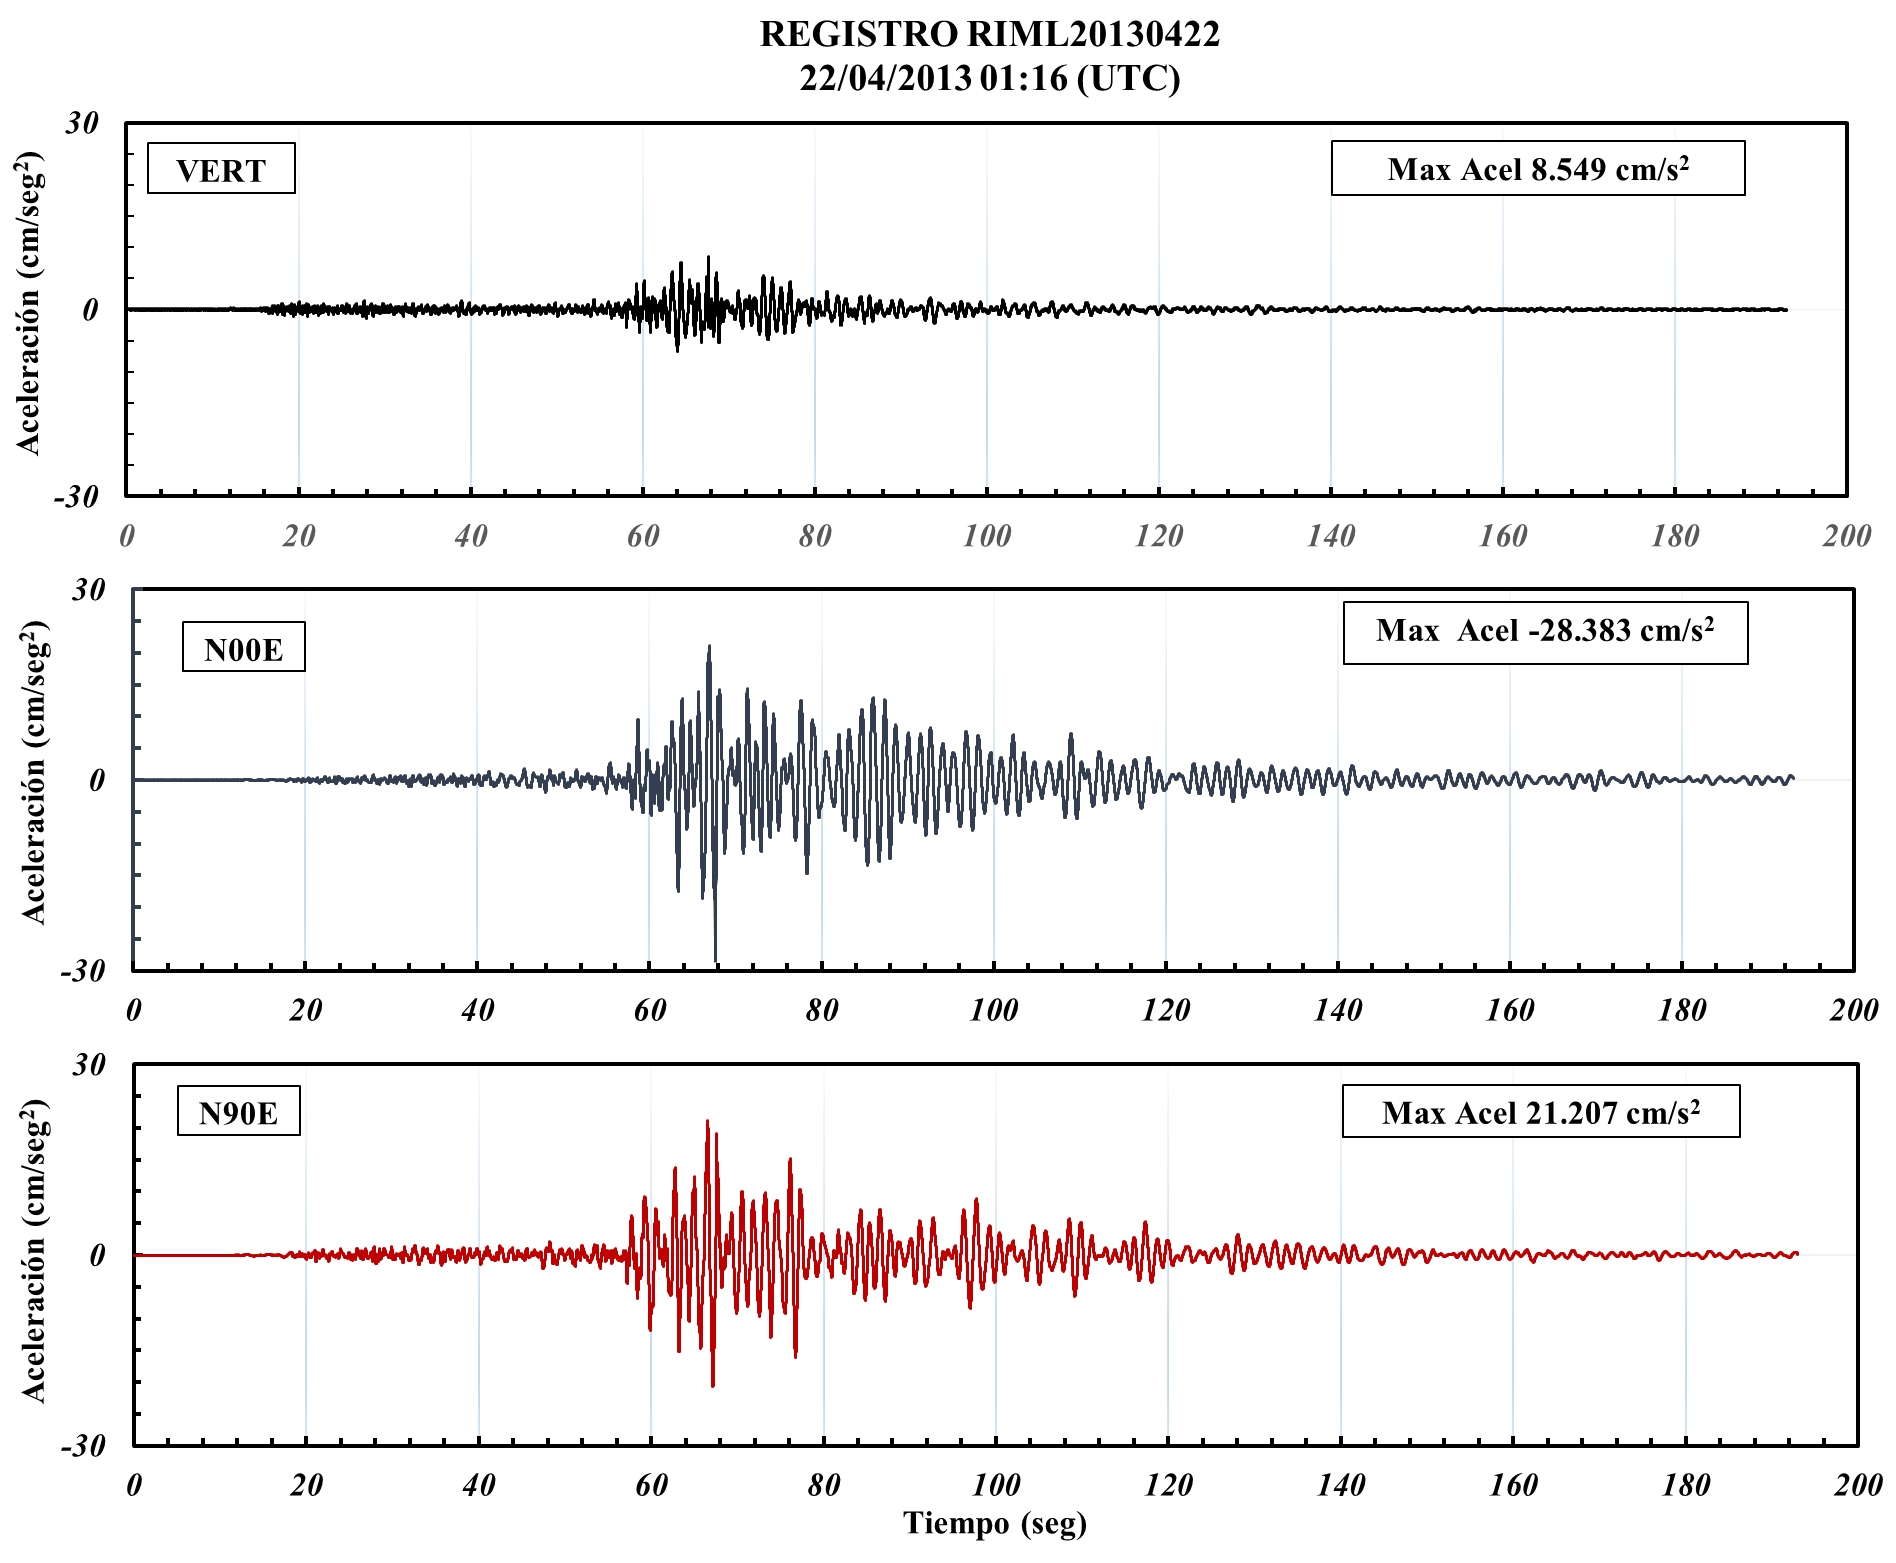 REGISTRO RIML20130422
22/04/2013 01:16 (UTC)
30
0
-30
Aceleración (cm/seg²)
VERT
Max Acel 8.549 cm/s²
0 20 40 60 80 100 120 140 160 180 200
30
0
-30
Aceleración (cm/seg²)
N00E
Max Acel -28.383 cm/s²
0 20 40 60 80 100 120 140 160 180 200
30
0
-30
Aceleración (cm/seg²)
N90E
Max Acel 21.207 cm/s²
0 20 40 60 80 100 120 140 160 180 200
Tiempo (seg)